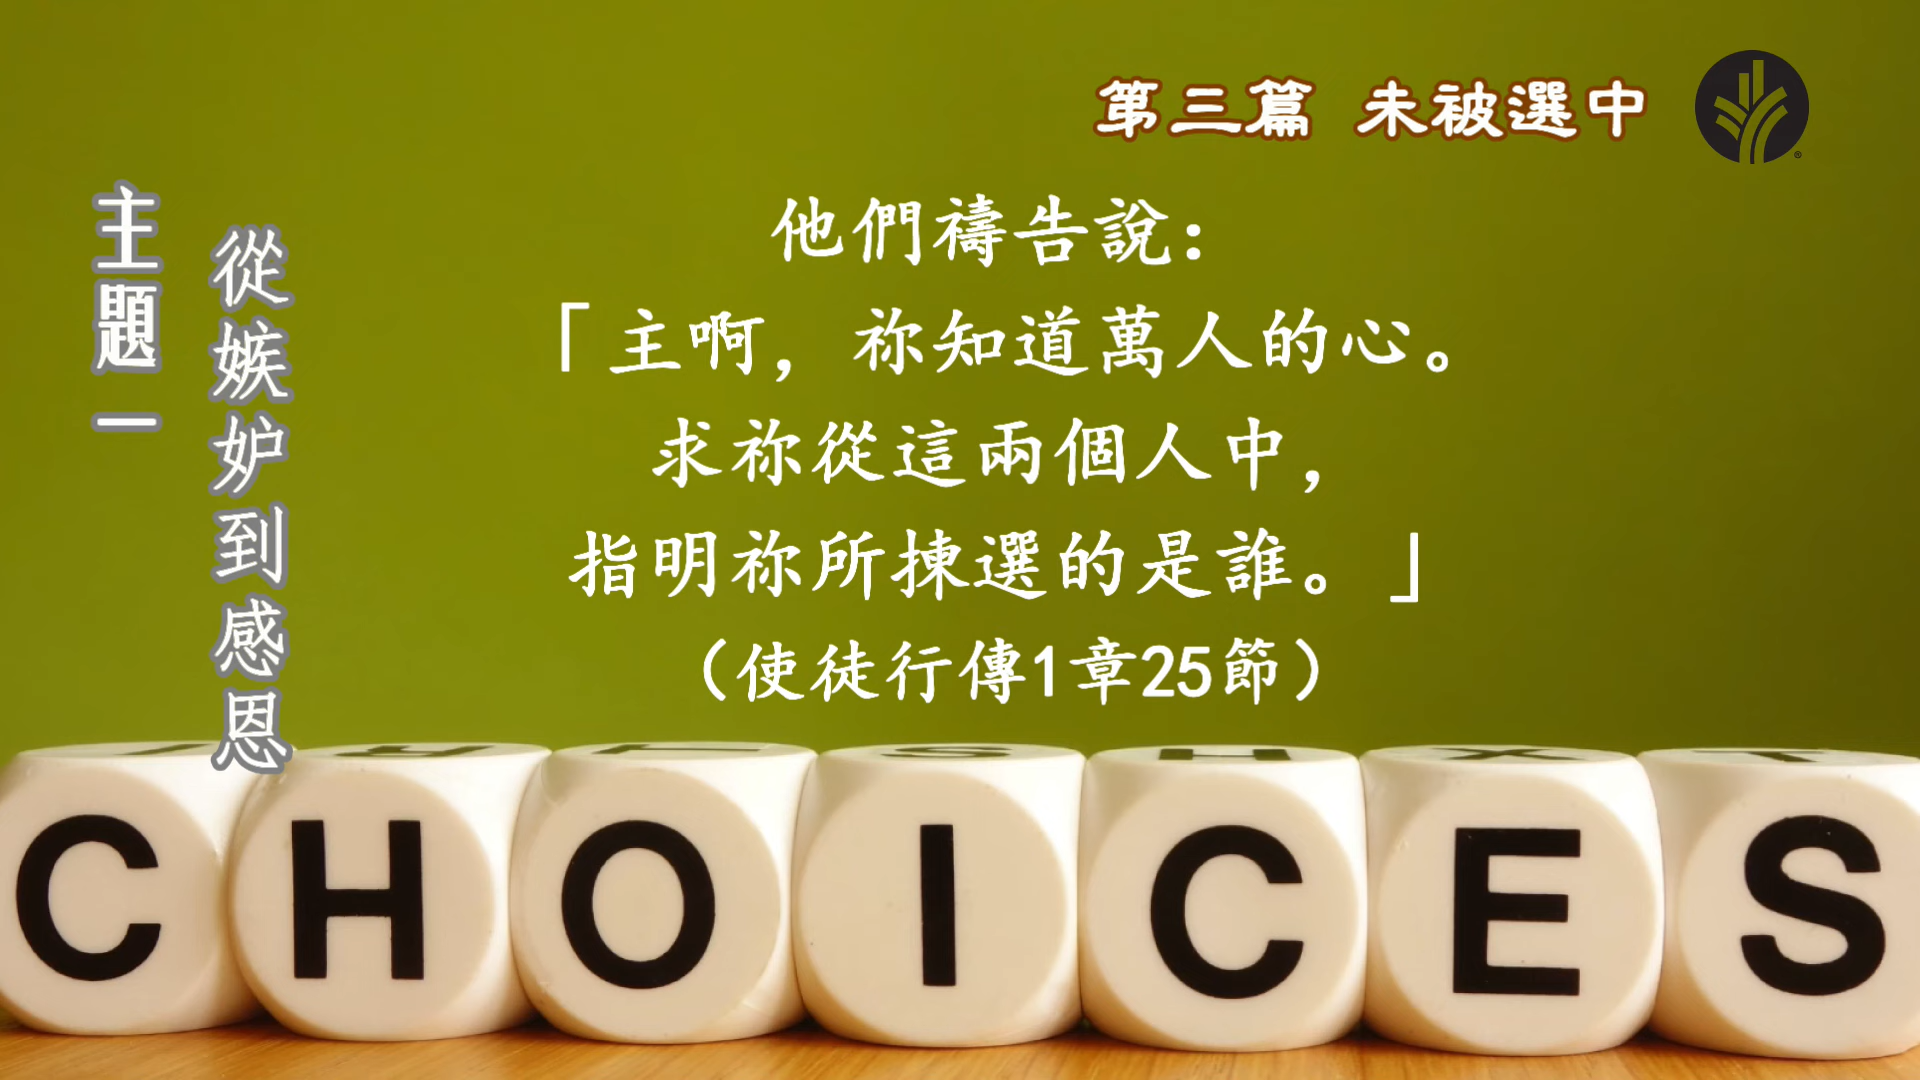 第三篇 未被選中
主題一
從嫉妒到感恩
他們禱告說：
「主啊，祢知道萬人的心。
求祢從這兩個人中，
指明祢所揀選的是誰。」
（使徒行傳1章25節）
CHOICES